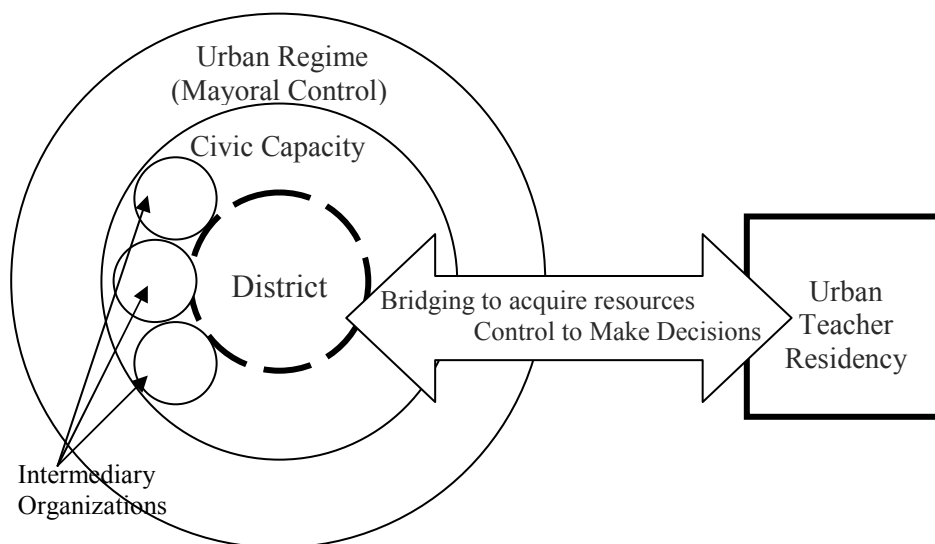 Urban Regime
(Mayoral Control)
Civic Capacity
District
Bridging to acquire resources
Control to Make Decisions
Urban
Teacher
Residency
Intermediary
Organizations